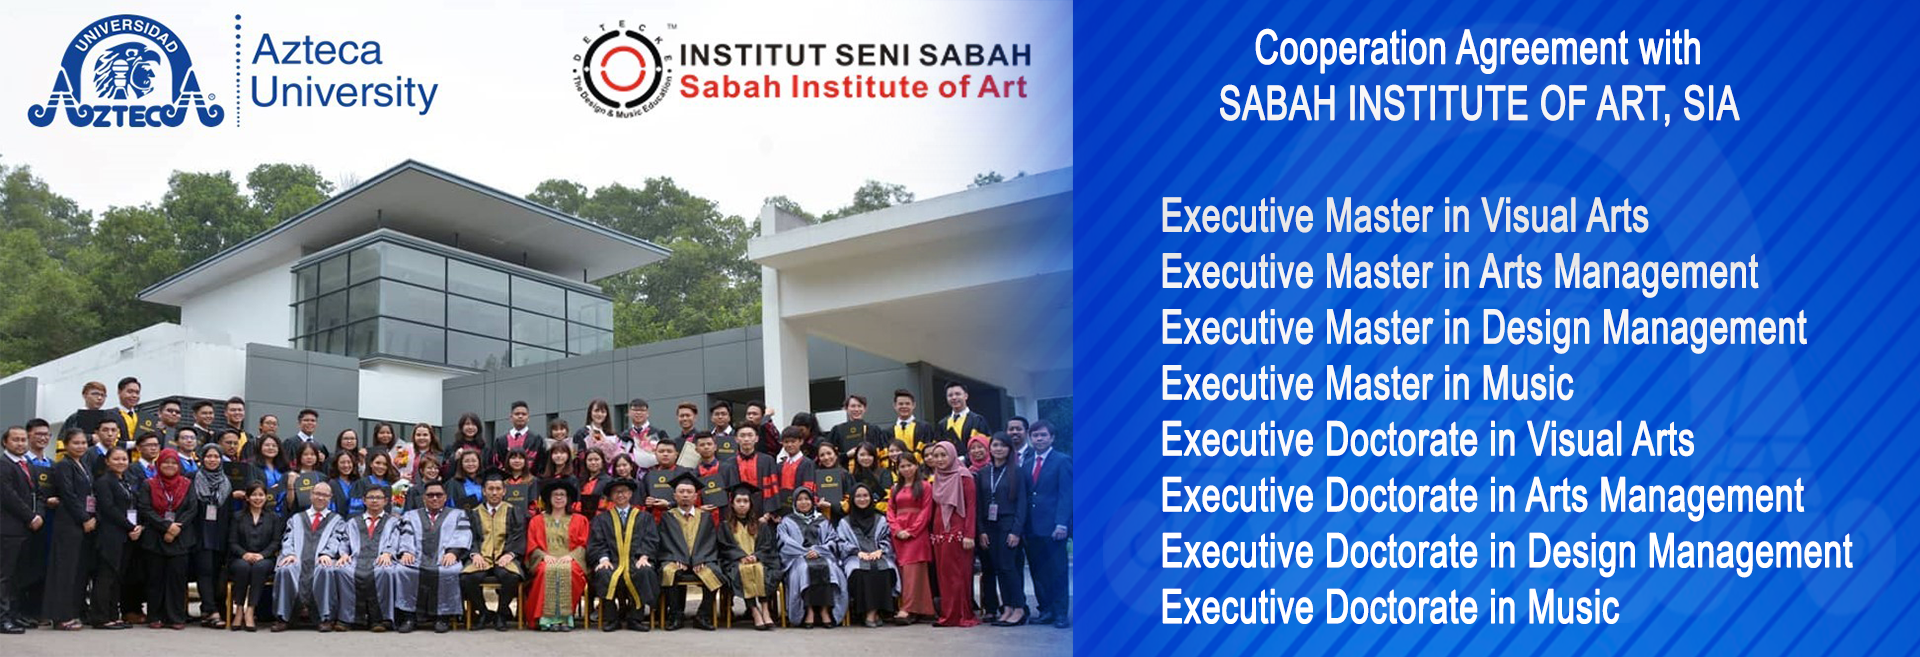 UNIVERSIDAD
AZTECA
Azteca
University
DETECKE
TM
The Design & Music Education
INSTITUT SENI SABAH
Sabah Institute of Art
Cooperation Agreement with
SABAH INSTITUTE OF ART, SIA
Executive Master in Visual Arts
Executive Master in Arts Management
Executive Master in Design Management
Executive Master in Music
Executive Doctorate in Visual Arts
Executive Doctorate in Arts Management
Executive Doctorate in Design Management
Executive Doctorate in Music